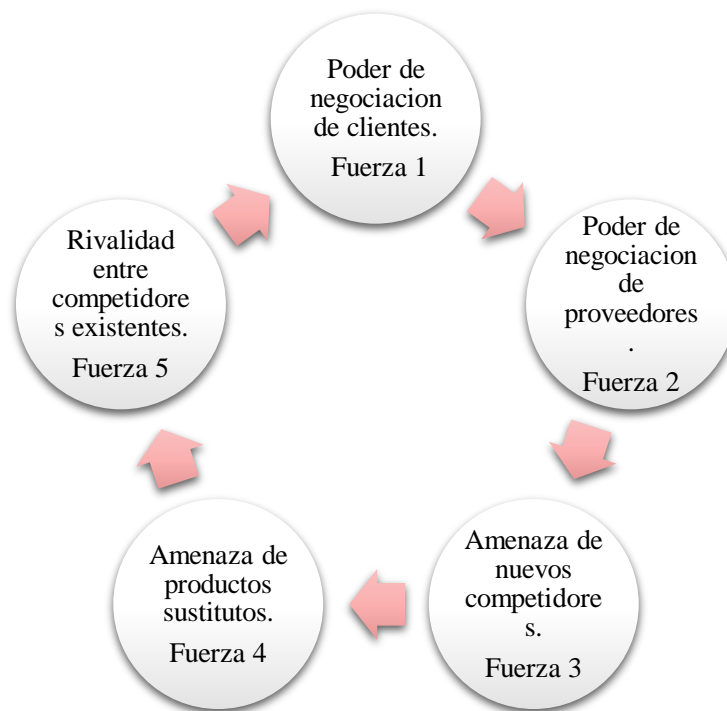 Poder de
negociacion
de clientes.
Fuerza 1
Poder de
negociacion
de
proveedores
.
Fuerza 2
Amenaza de
nuevos
competidore
s.
Fuerza 3
Amenaza de
productos
sustitutos.
Fuerza 4
Rivalidad
entre
competidore
s existentes.
Fuerza 5